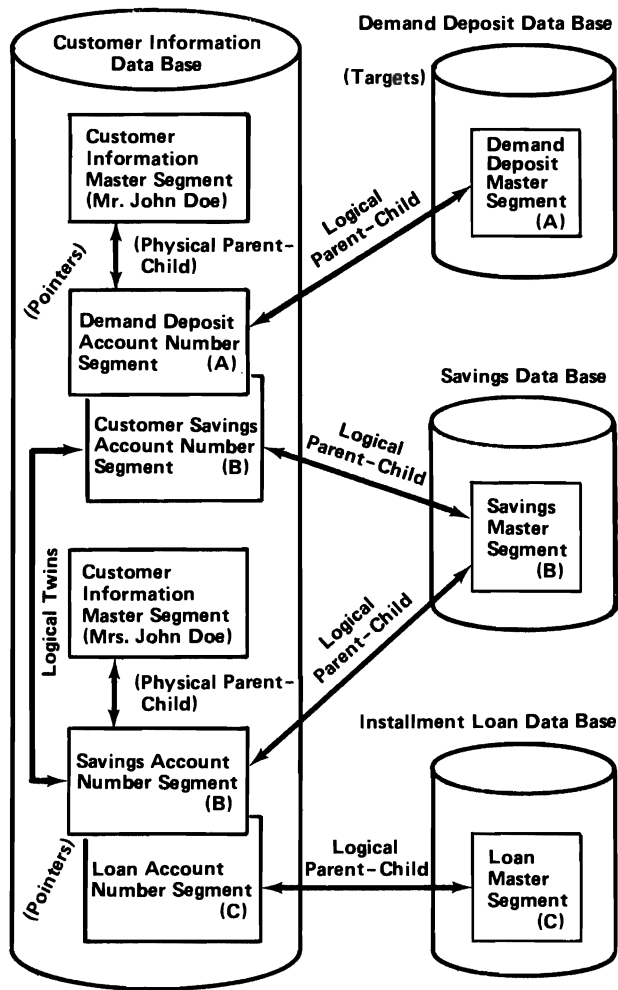 Customer Information
Data Base
Customer
Information
Master Segment
(Mr. John Doe)
(Physical Parent-
Child)
(Pointers)
Demand Deposit
Account Number
Segment (A)
Customer Savings
Account Number
Segment (B)
Logical Twins
Customer
Information
Master Segment
(Mrs. John Doe)
(Physical Parent-
Child)
Savings Account
Number Segment
(B)
(Pointers)
Loan Account
Number Segment
(C)
Demand Deposit Data Base
(Targets)
Demand
Deposit
Master
Segment
(A)
Logical
Parent-Child
Savings Data Base
Logical
Parent-Child
Savings
Master
Segment
(B)
Logical
Parent-Child
Installment Loan Data Base
Logical
Parent-Child
Loan
Master
Segment
(C)